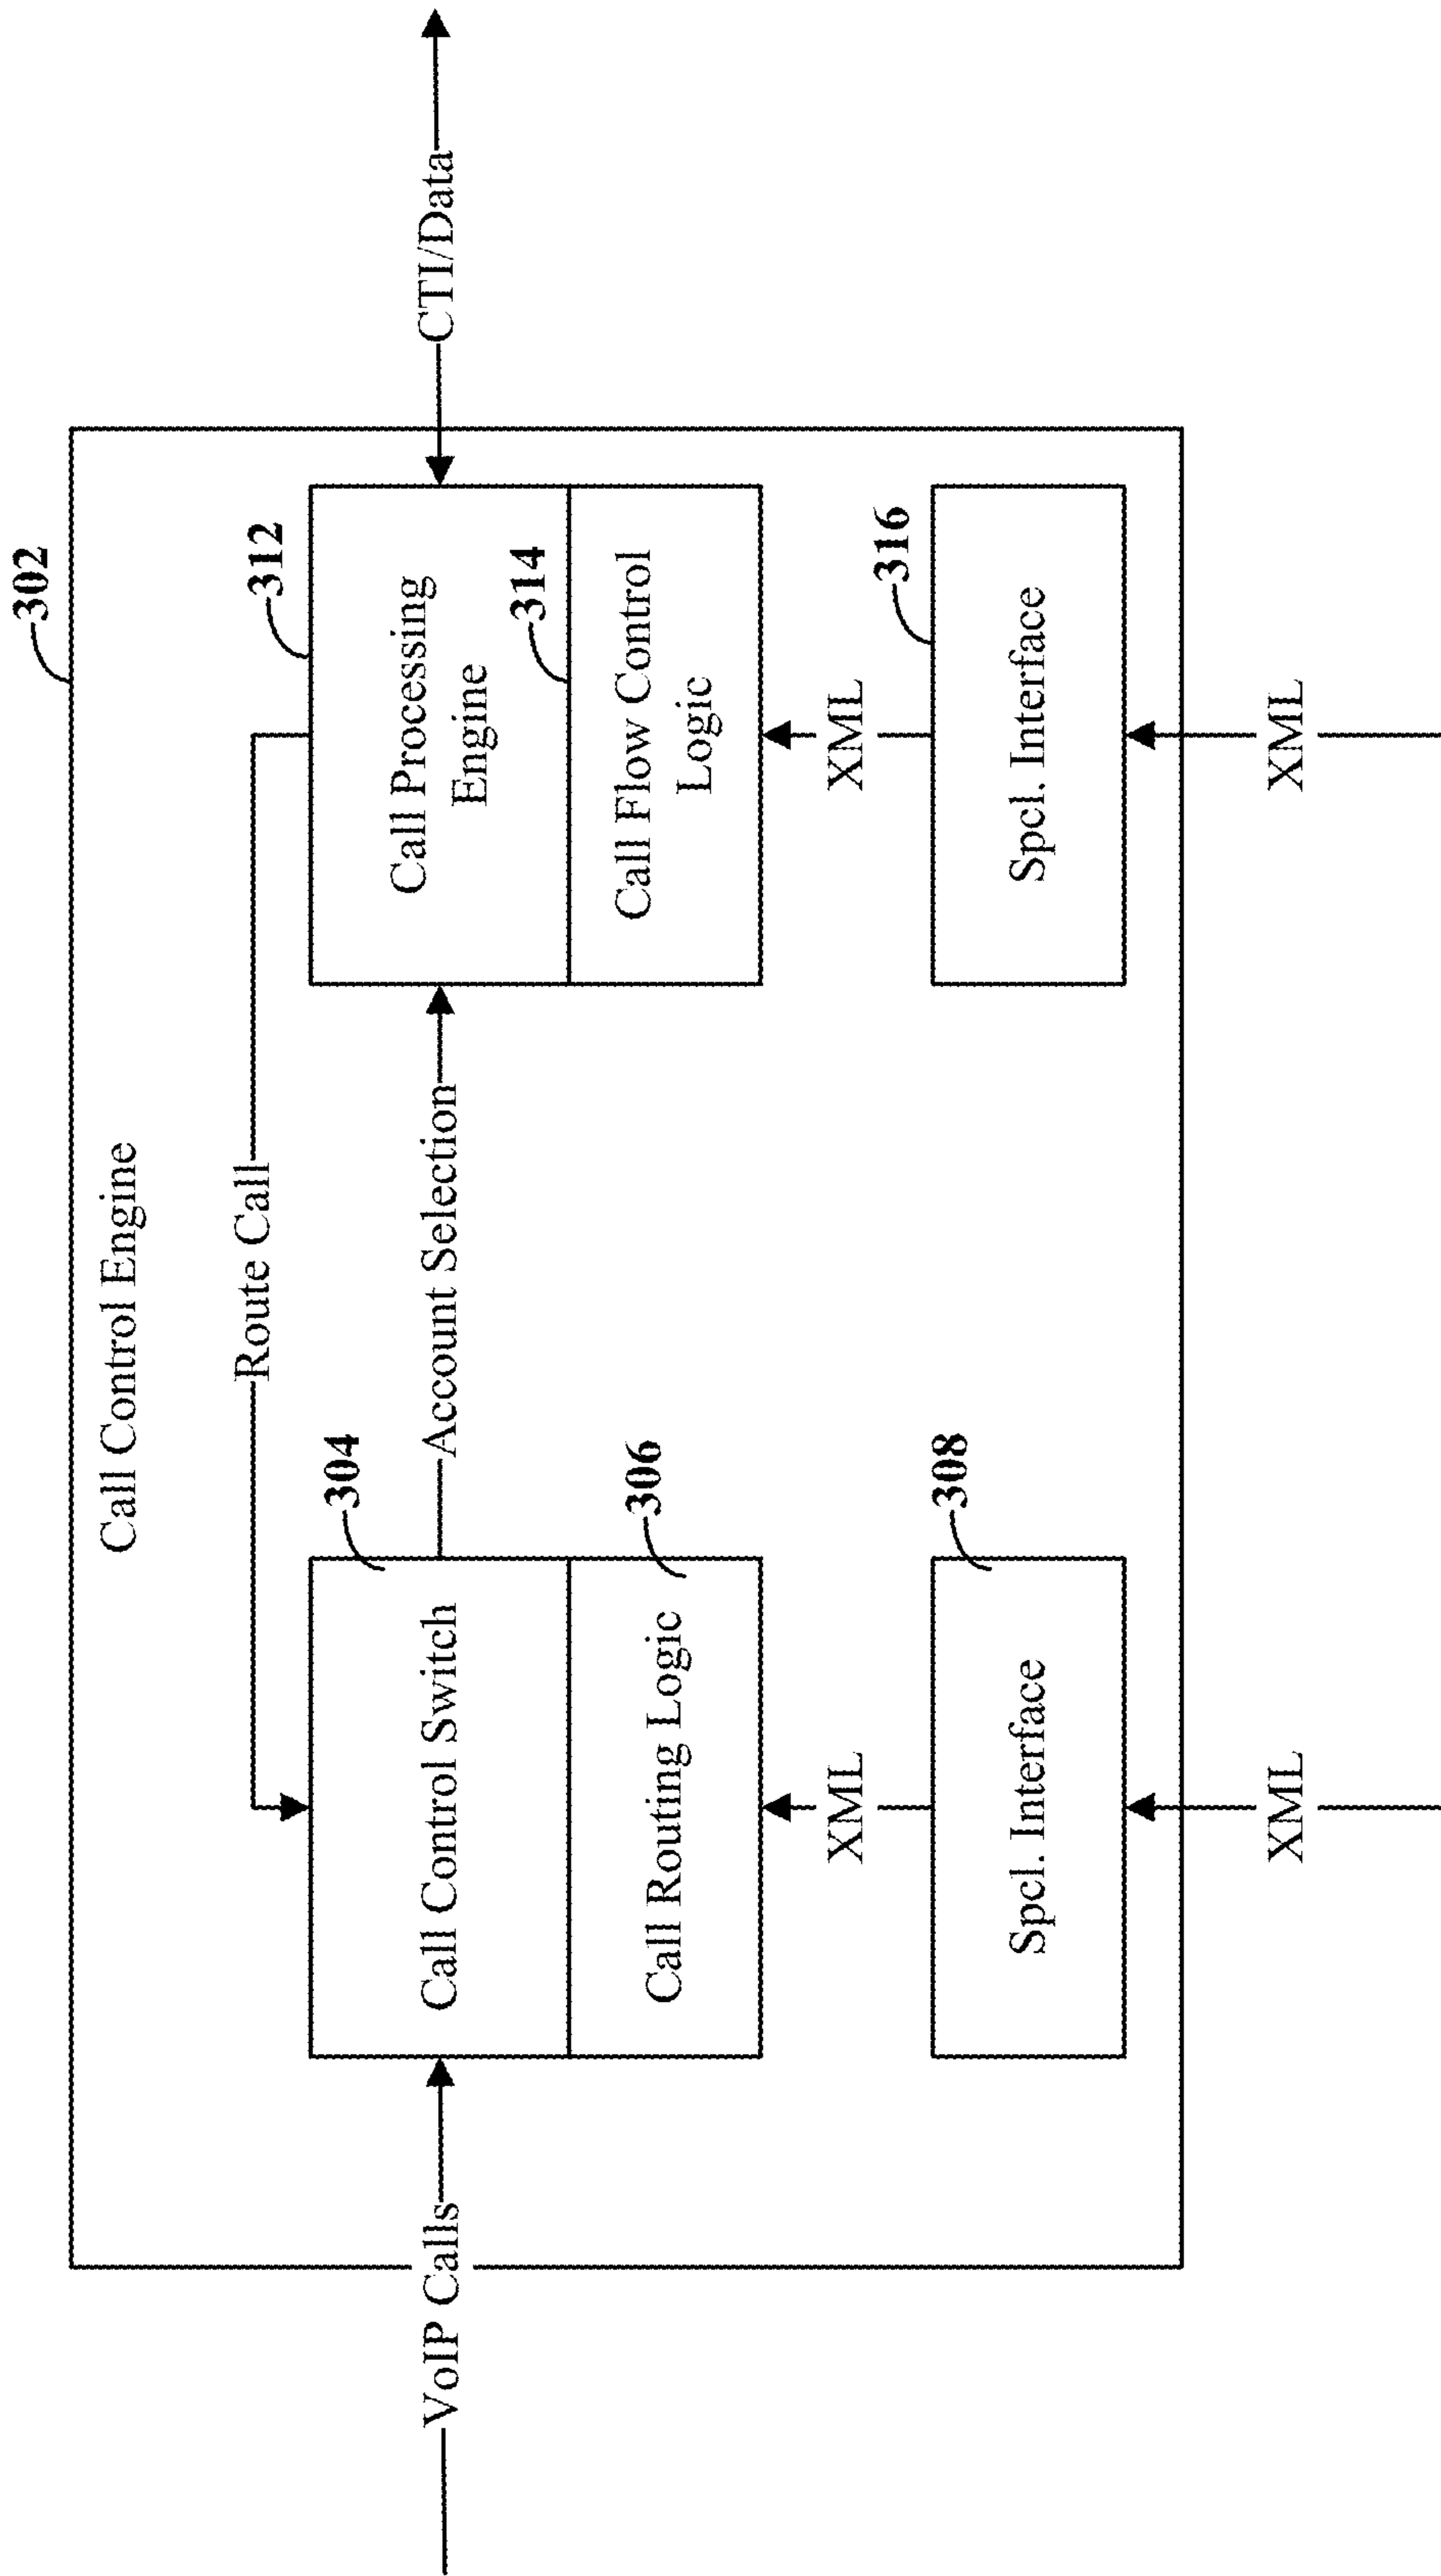 302
Call Control Engine
Route Call
304
312
VoIP Calls
Call Control Switch
Account Selection
Call Processing
Engine
CTI/Data
306
314
Call Routing Logic
Call Flow Control
Logic
XML
XML
308
316
Spcl. Interface
Spcl. Interface
XML
XML